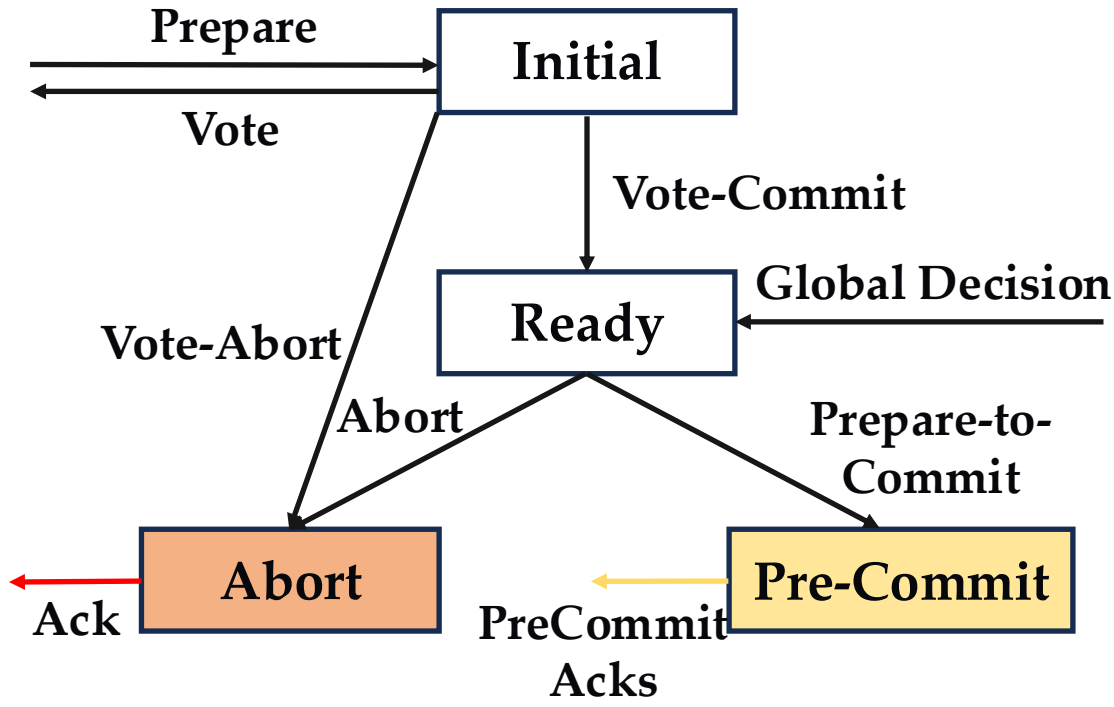 Prepare
Initial
Vote
Vote-Commit
Global Decision
Ready
Vote-Abort
Abort
Prepare-to-
Commit
Abort
Pre-Commit
Ack
PreCommit
Acks